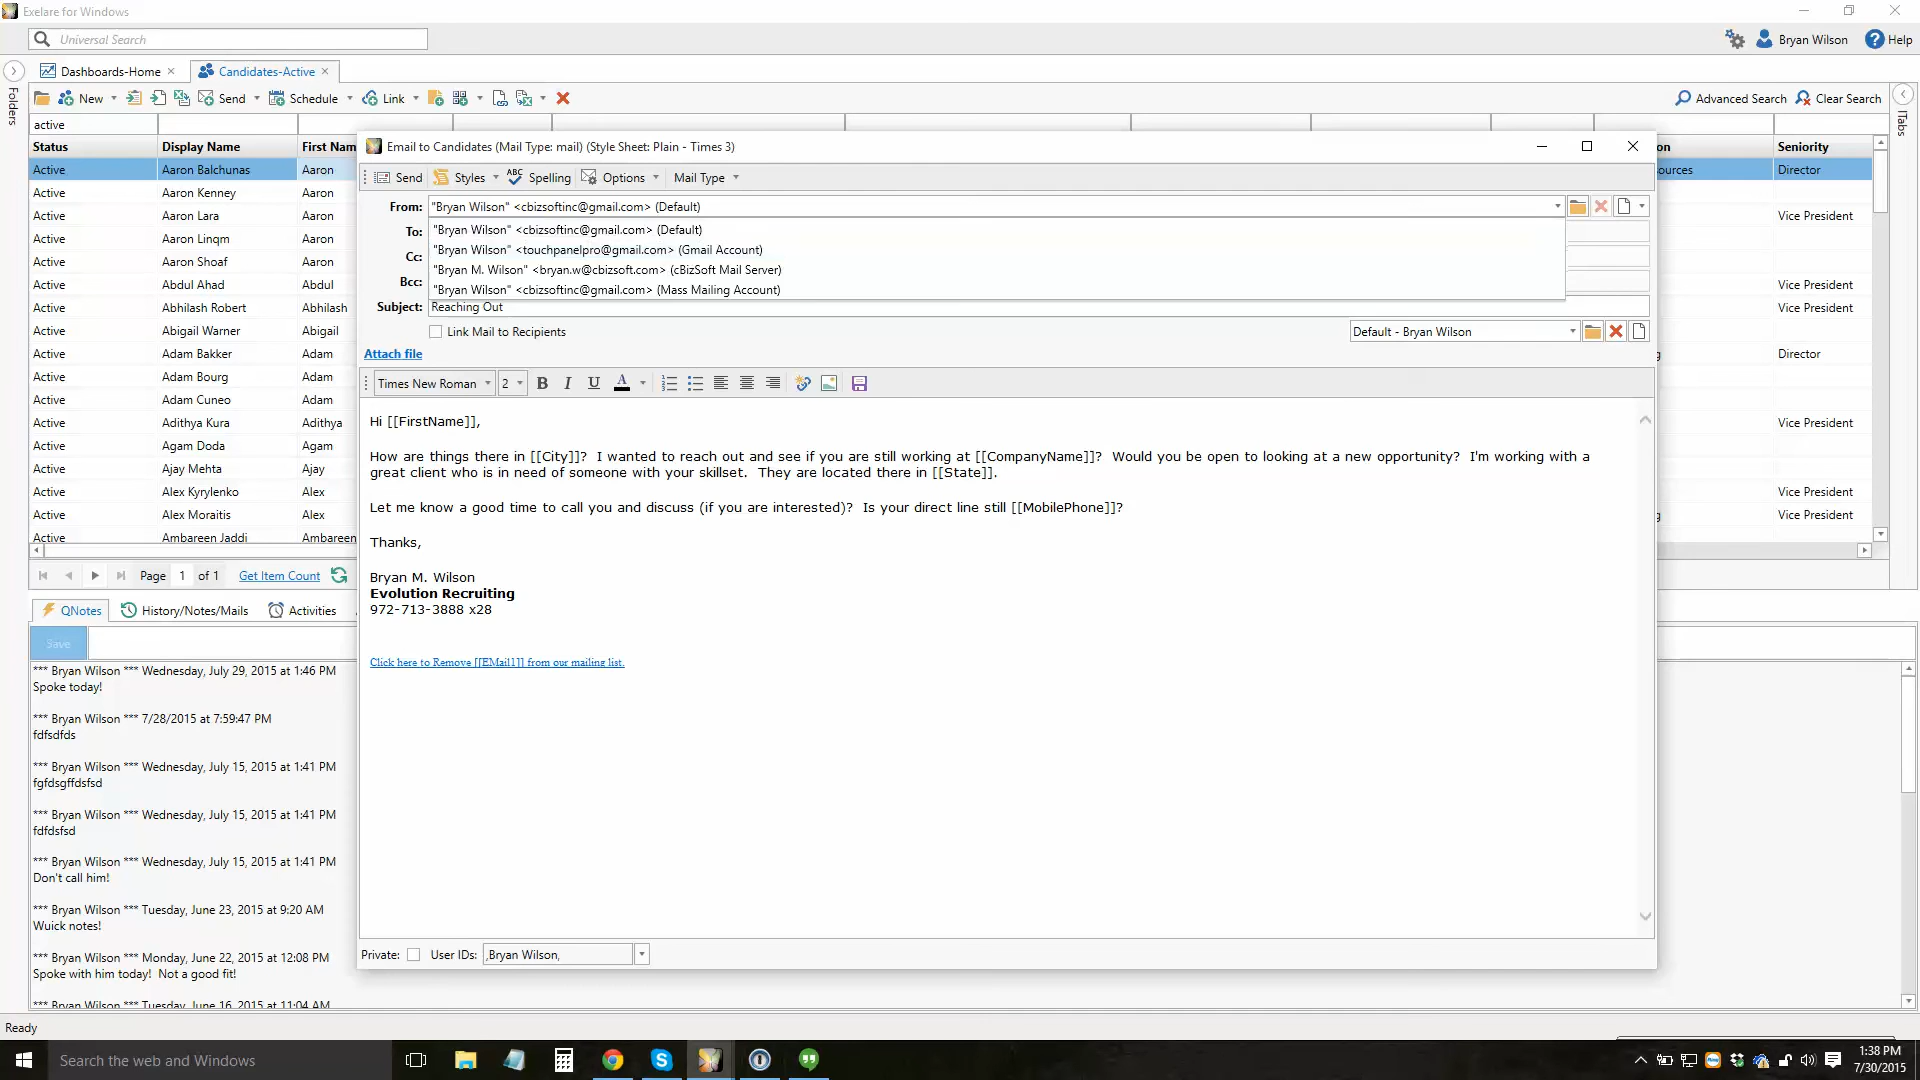 Exelare for Windows
Universal Search
Bryan Wilson
Help
Dashboards-Home
Candidates-Active
Folders
New
Send
Schedule
Link
Advanced Search
Clear Search
ITabs
active
Status Display Name First Nam on Seniority
Active Aaron Balchunas Aaron ources Director
Active Aaron Kenney Aaron
Active Aaron Lara Aaron Vice President
Active Aaron Linqm Aaron
Active Aaron Shoaf Aaron
Active Abdul Ahad Abdul Vice President
Active Abhilash Robert Abhilash Vice President
Active Abigail Warner Abigail
Active Adam Bakker Adam g Director
Active Adam Bourg Adam
Active Adam Cuneo Adam
Active Adithya Kura Adithya Vice President
Active Agam Doda Agam
Active Ajay Mehta Ajay
Active Alex Kyrylenko Alex Vice President
Active Alex Moraitis Alex g Vice President
Active Ambareen Jaddi Ambareen
Page 1 of 1 Get Item Count
QNotes
History/Notes/Mails
Activities
Save
*** Bryan Wilson *** Wednesday, July 29, 2015 at 1:46 PM
Spoke today!
*** Bryan Wilson *** 7/28/2015 at 7:59:47 PM
fdfsdfds
*** Bryan Wilson *** Wednesday, July 15, 2015 at 1:41 PM
fgfdsgffdsfsd
*** Bryan Wilson *** Wednesday, July 15, 2015 at 1:41 PM
fdfdsfsd
*** Bryan Wilson *** Wednesday, July 15, 2015 at 1:41 PM
Don't call him!
*** Bryan Wilson *** Tuesday, June 23, 2015 at 9:20 AM
Wuick notes!
*** Bryan Wilson *** Monday, June 22, 2015 at 12:08 PM
Spoke with him today!  Not a good fit!
*** Bryan Wilson *** Tuesday, June 16, 2015 at 11:04 AM
Email to Candidates (Mail Type: mail) (Style Sheet: Plain - Times 3)
Send
Styles
ABC Spelling
Options
Mail Type
From: "Bryan Wilson" <cbizsoftinc@gmail.com> (Default)
To: "Bryan Wilson" <cbizsoftinc@gmail.com> (Default)
"Bryan Wilson" <touchpanelpro@gmail.com> (Gmail Account)
Cc:
"Bryan M. Wilson" <bryan.w@cbizsoft.com> (cBizSoft Mail Server)
Bcc:
"Bryan Wilson" <cbizsoftinc@gmail.com> (Mass Mailing Account)
Subject: Reaching Out
Link Mail to Recipients
Default - Bryan Wilson
Attach file
Times New Roman 2 B I U A
Hi [[FirstName]],
How are things there in [[City]]?  I wanted to reach out and see if you are still working at [[CompanyName]]?  Would you be open to looking at a new opportunity?  I'm working with a
great client who is in need of someone with your skillset.  They are located there in [[State]].
Let me know a good time to call you and discuss (if you are interested)?  Is your direct line still [[MobilePhone]]?
Thanks,
Bryan M. Wilson
Evolution Recruiting
972-713-3888 x28
Click here to Remove [[EMail1]] from our mailing list.
Private: User IDs: ,Bryan Wilson,
Ready
Search the web and Windows
1:38 PM
7/30/2015